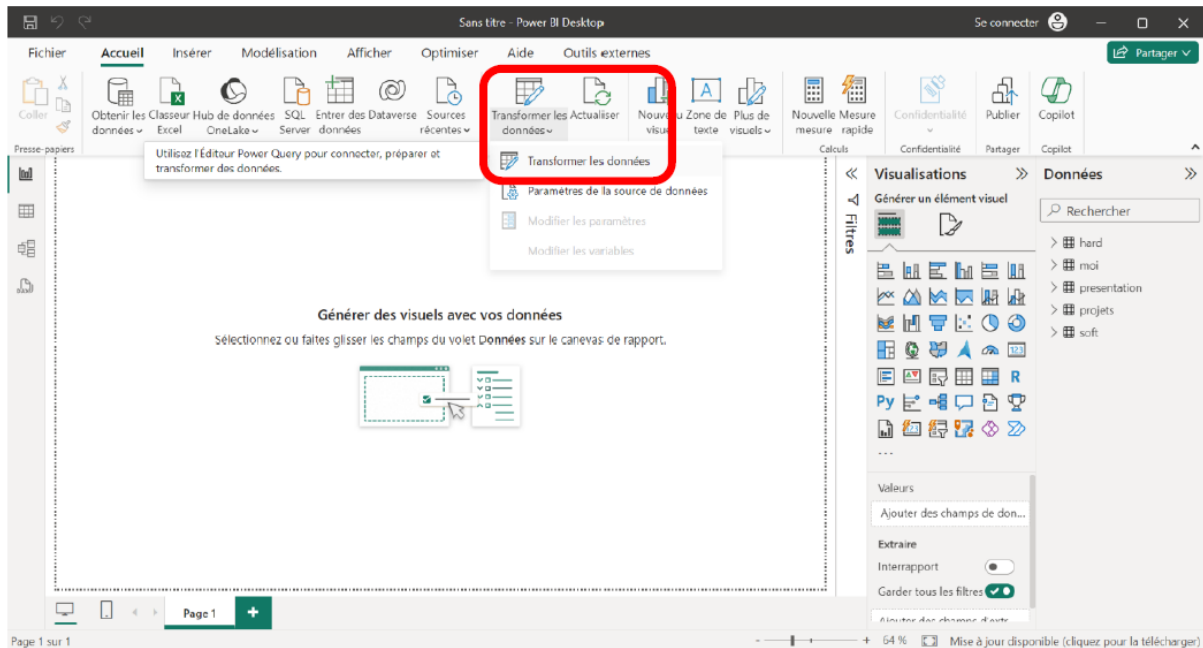 Sans titre - Power BI Desktop
Se connecter
Fichier Accueil Insérer Modélisation Afficher Optimiser Aide Outils externes
Partager
Coller
Obtenir les données
Classeur Excel
Hub de données OneLake
SQL Server
Entrer des données
Dataverse
Sources récentes
Transformer les données
Actualiser
Nouveau visuel
Zone de texte
Plus de visuels
Nouvelle mesure
Mesure rapide
Confidentialité
Publier
Copilot
Presse-papiers
Calculs
Confidentialité
Partager
Copilot
Utilisez l'Éditeur Power Query pour connecter, préparer et
transformer des données.
Transformer les données
Paramètres de la source de données
Modifier les paramètres
Modifier les variables
Générer des visuels avec vos données
Sélectionnez ou faites glisser les champs du volet Données sur le canevas de rapport.
Filtres
Visualisations
Générer un élément visuel
123
R
Py
Valeurs
Ajouter des champs de don...
Extraire
Interrapport
Garder tous les filtres
Données
Rechercher
hard
moi
presentation
projets
soft
Page 1
Page 1 sur 1
64 %
Mise à jour disponible (cliquez pour la télécharger)